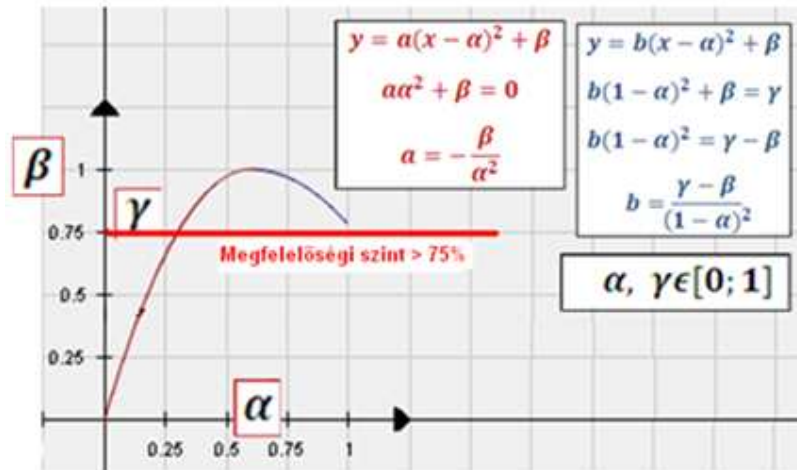 y = a(x − α)² + β
aα² + β = 0
a = −β/α²
y = b(x − α)² + β
b(1 − α)² + β = γ
b(1 − α)² = γ − β
b = (γ − β)/(1 − α)²
α, γϵ[0; 1]
β
1
γ
0.75
Megfelelőségi szint > 75%
0.5
0.25
α
0.25 0.5 0.75 1